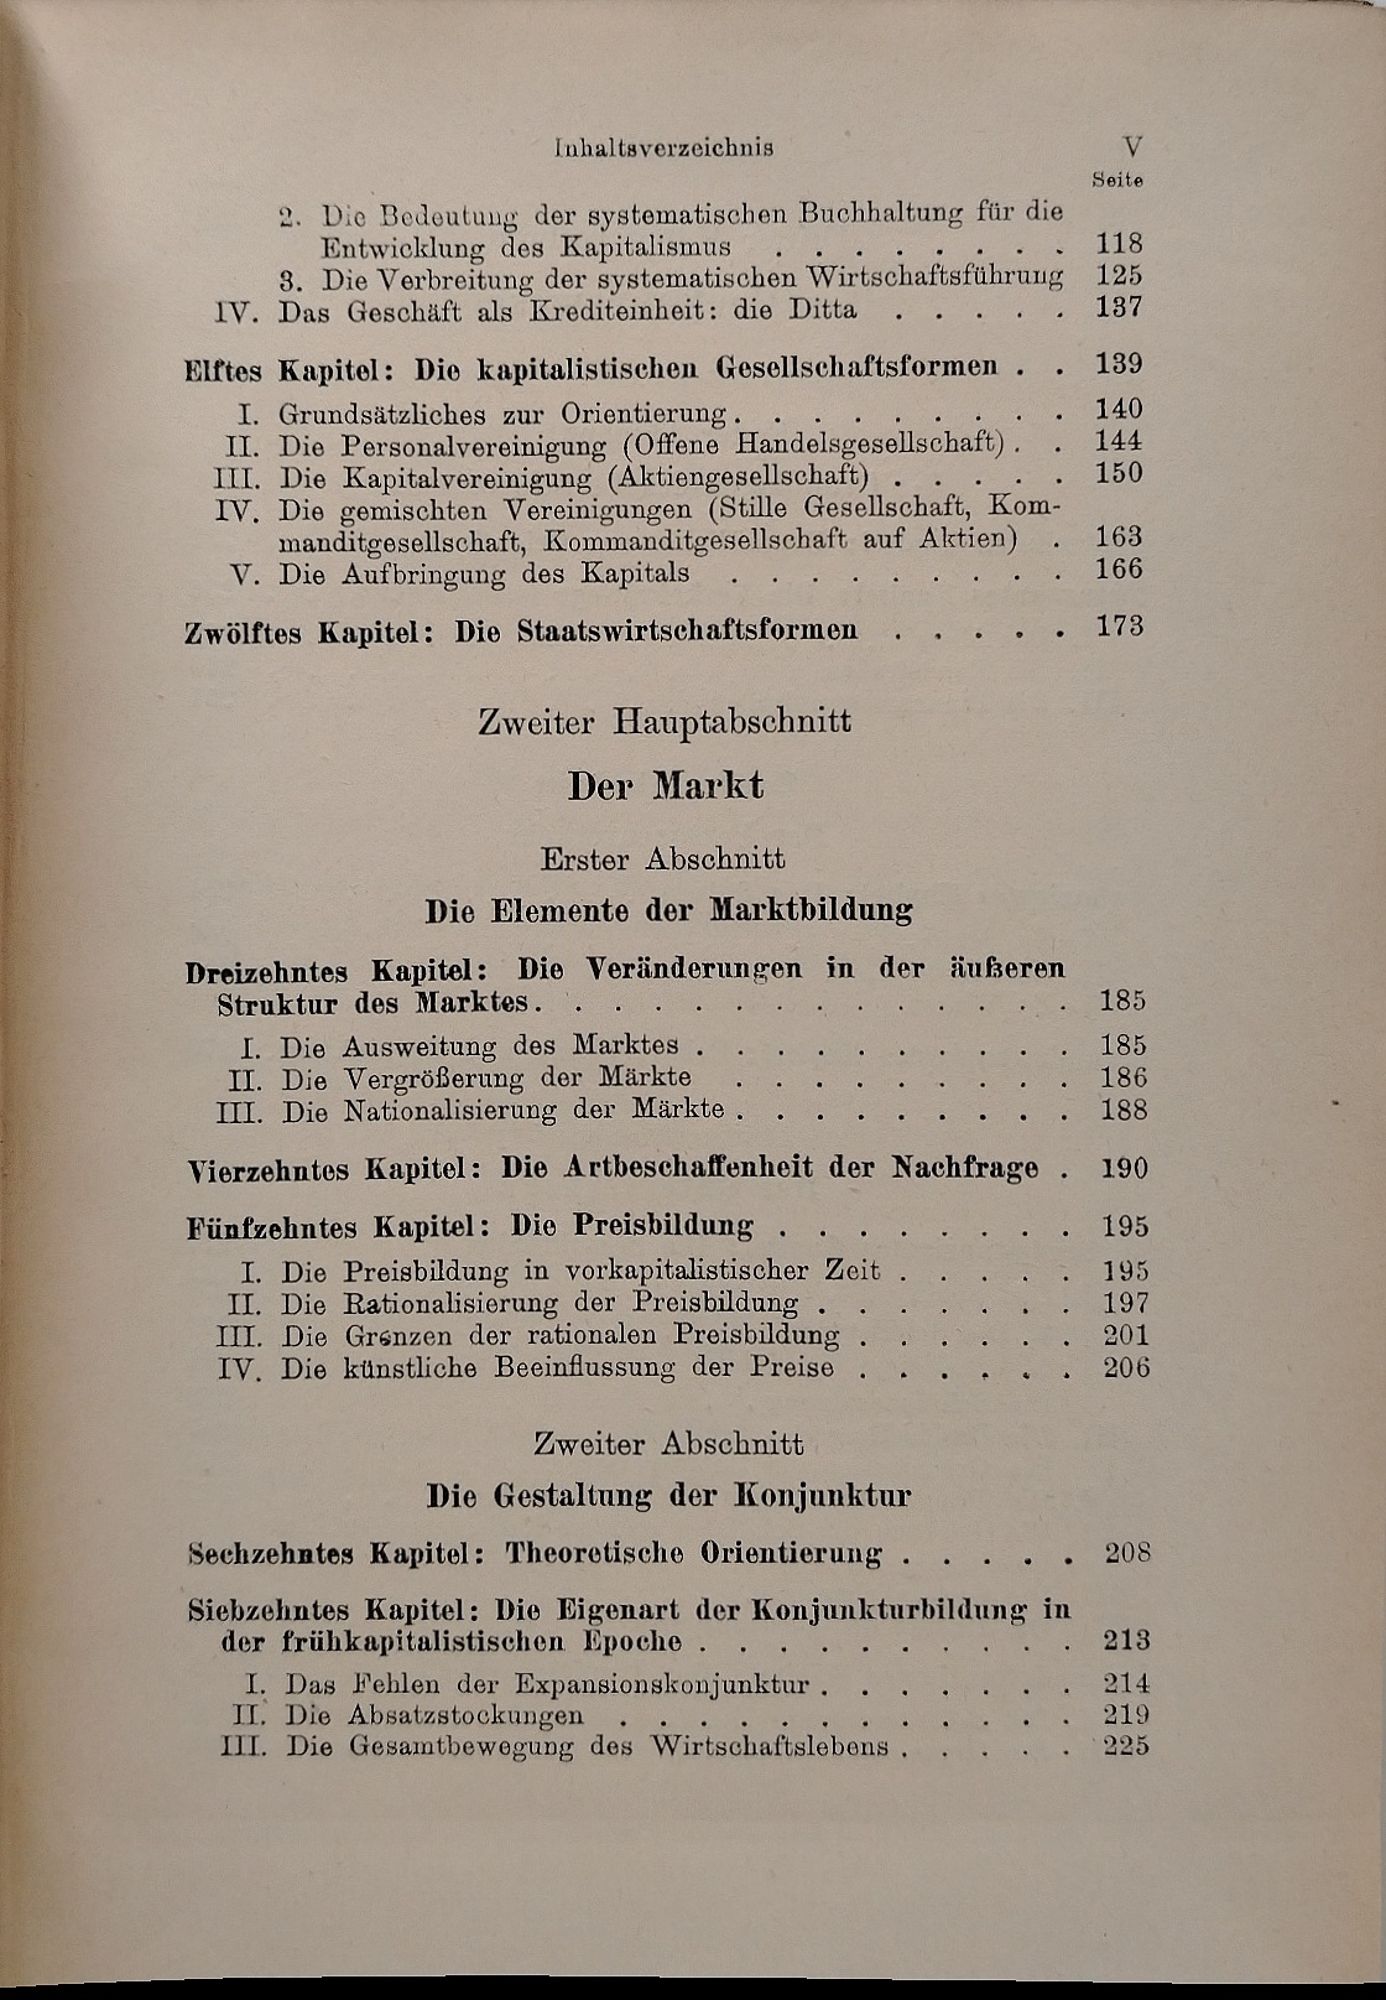 Inhaltsverzeichnis V
Seite
2. Die Bedeutung der systematischen Buchhaltung für die
Entwicklung des Kapitalismus . . . . . . . . 118
3. Die Verbreitung der systematischen Wirtschaftsführung 125
IV. Das Geschäft als Krediteinheit: die Ditta . . . . . 137
Elftes Kapitel: Die kapitalistischen Gesellschaftsformen . . 139
I. Grundsätzliches zur Orientierung . . . . . . . . . 140
II. Die Personalvereinigung (Offene Handelsgesellschaft) . . 144
III. Die Kapitalvereinigung (Aktiengesellschaft) . . . . . 150
IV. Die gemischten Vereinigungen (Stille Gesellschaft, Kom-
manditgesellschaft, Kommanditgesellschaft auf Aktien) . 163
V. Die Aufbringung des Kapitals . . . . . . . . . 166
Zwölftes Kapitel: Die Staatswirtschaftsformen . . . . . 173
Zweiter Hauptabschnitt
Der Markt
Erster Abschnitt
Die Elemente der Marktbildung
Dreizehntes Kapitel: Die Veränderungen in der äußeren
Struktur des Marktes . . . . . . . . . . . . . . 185
I. Die Ausweitung des Marktes . . . . . . . . . . 185
II. Die Vergrößerung der Märkte . . . . . . . . . 186
III. Die Nationalisierung der Märkte . . . . . . . . . 188
Vierzehntes Kapitel: Die Artbeschaffenheit der Nachfrage . 190
Fünfzehntes Kapitel: Die Preisbildung . . . . . . . . 195
I. Die Preisbildung in vorkapitalistischer Zeit . . . . . 195
II. Die Rationalisierung der Preisbildung . . . . . . . 197
III. Die Grenzen der rationalen Preisbildung . . . . . . 201
IV. Die künstliche Beeinflussung der Preise . . . . . . 206
Zweiter Abschnitt
Die Gestaltung der Konjunktur
Sechzehntes Kapitel: Theoretische Orientierung . . . . . 208
Siebzehntes Kapitel: Die Eigenart der Konjunkturbildung in
der frühkapitalistischen Epoche . . . . . . . . . . 213
I. Das Fehlen der Expansionskonjunktur . . . . . . . 214
II. Die Absatzstockungen . . . . . . . . . . . . 219
III. Die Gesamtbewegung des Wirtschaftslebens . . . . . 225